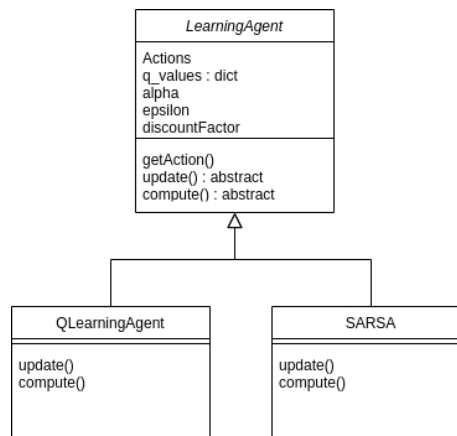 LearningAgent
Actions
q_values : dict
alpha
epsilon
discountFactor
getAction()
update() : abstract
compute() : abstract
QLearningAgent
update()
compute()
SARSA
update()
compute()